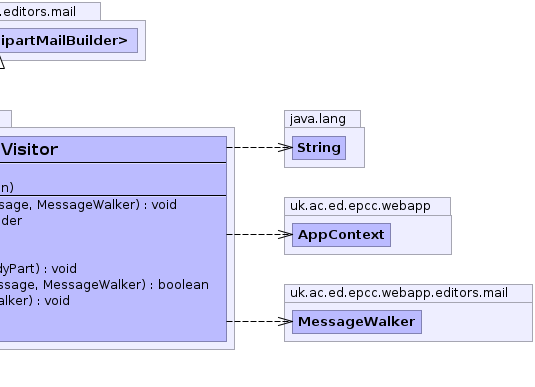 .editors.mail
ipartMailBuilder>
java.lang
String
Visitor
n)
sage, MessageWalker) : void
der
uk.ac.ed.epcc.webapp
AppContext
dyPart) : void
ssage, MessageWalker) : boolean
alker) : void
uk.ac.ed.epcc.webapp.editors.mail
MessageWalker